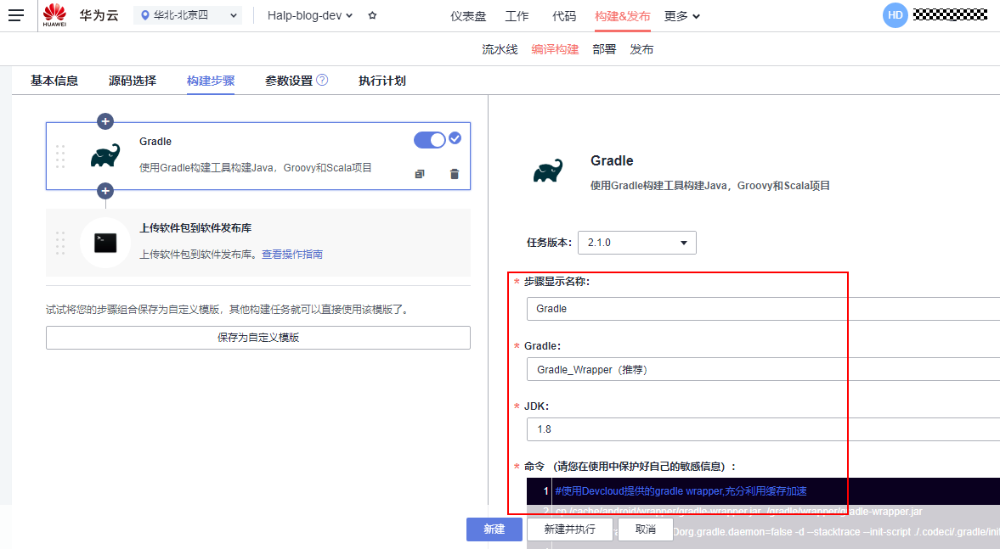 HUAWEI
华为云
华北-北京四
Halp-blog-dev
仪表盘 工作 代码 构建&发布 更多
HD
流水线 编译构建 部署 发布
基本信息 源码选择 构建步骤 参数设置 ? 执行计划
Gradle
使用Gradle构建工具构建Java，Groovy和Scala项目
上传软件包到软件发布库
上传软件包到软件发布库。查看操作指南
试试将您的步骤组合保存为自定义模版，其他构建任务就可以直接使用该模版了。
保存为自定义模版
Gradle
使用Gradle构建工具构建Java，Groovy和Scala项目
任务版本： 2.1.0
* 步骤显示名称：
Gradle
* Gradle：
Gradle_Wrapper（推荐）
* JDK：
1.8
* 命令 （请您在使用中保护好自己的敏感信息）：
1 #使用Devcloud提供的gradle wrapper,充分利用缓存加速
2 cp /cache/android/wrapper/gradle-wrapper.jar ./gradle/wrapper/gradle-wrapper.jar
Dorg.gradle.daemon=false -d --stacktrace --init-script ./.codeci/.gradle/init
新建 新建并执行 取消